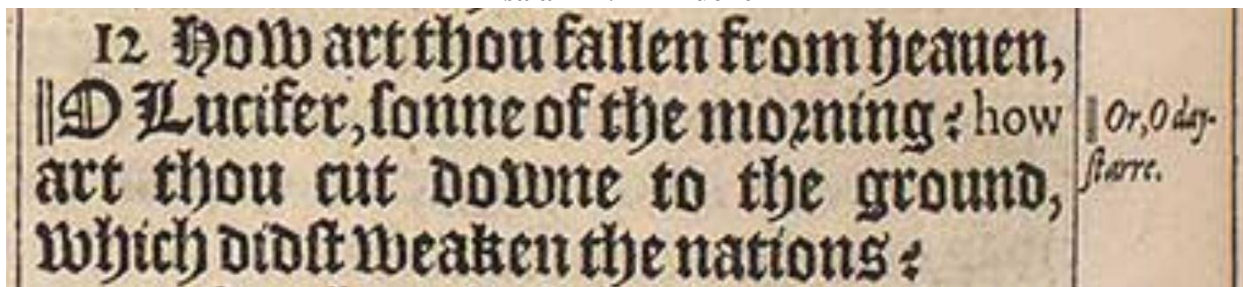 12 How art thou fallen from heauen,
‖O Lucifer, sonne of the morning? how
art thou cut downe to the ground,
which didst weaken the nations?
‖ Or, O day-
starre.